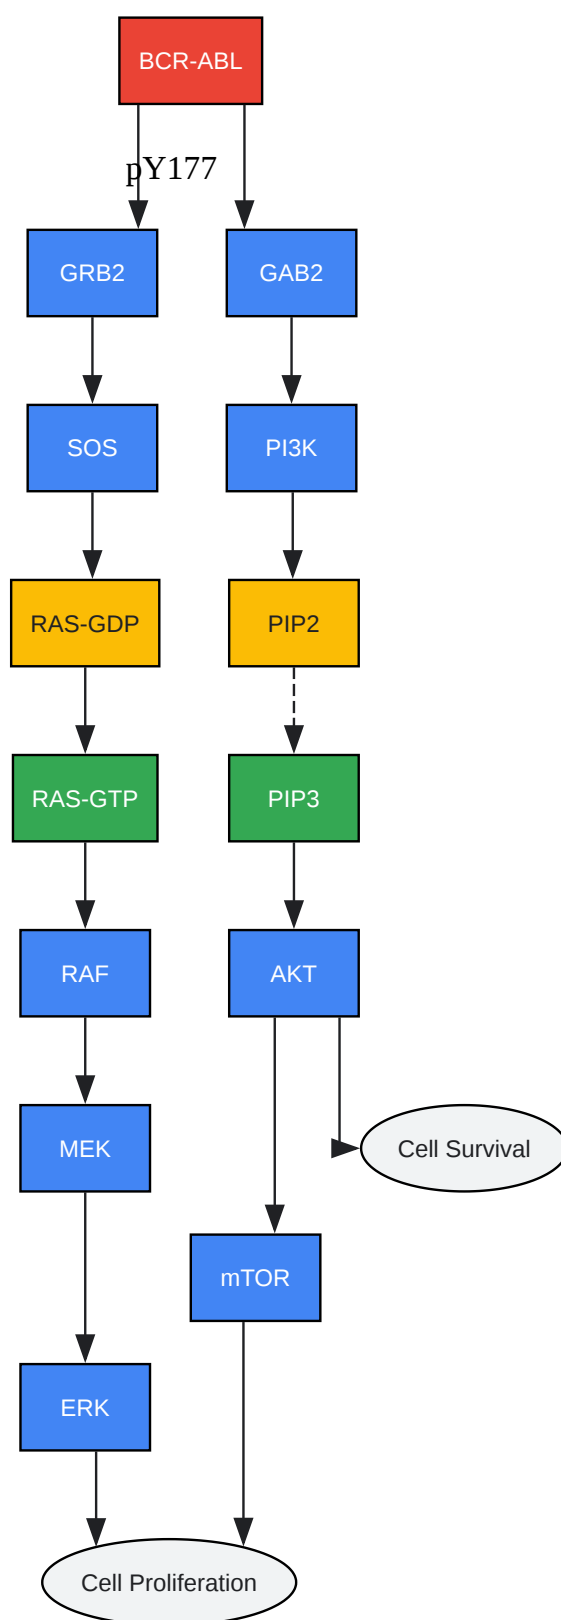 BCR-ABL
pY177
GRB2
GAB2
SOS
PI3K
RAS-GDP
PIP2
RAS-GTP
PIP3
RAF
AKT
MEK
Cell Survival
mTOR
ERK
Cell Proliferation